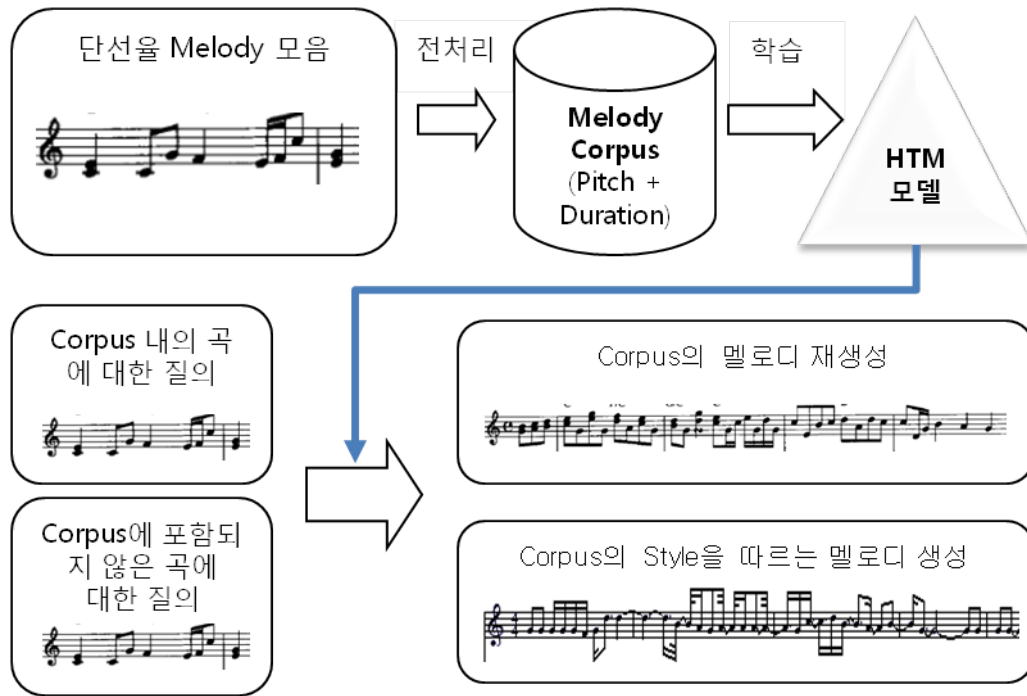 단선율 Melody 모음
전처리
Melody
Corpus
(Pitch +
Duration)
학습
HTM
모델
Corpus 내의 곡
에 대한 질의
Corpus에 포함되
지 않은 곡에
대한 질의
Corpus의 멜로디 재생성
Corpus의 Style을 따르는 멜로디 생성